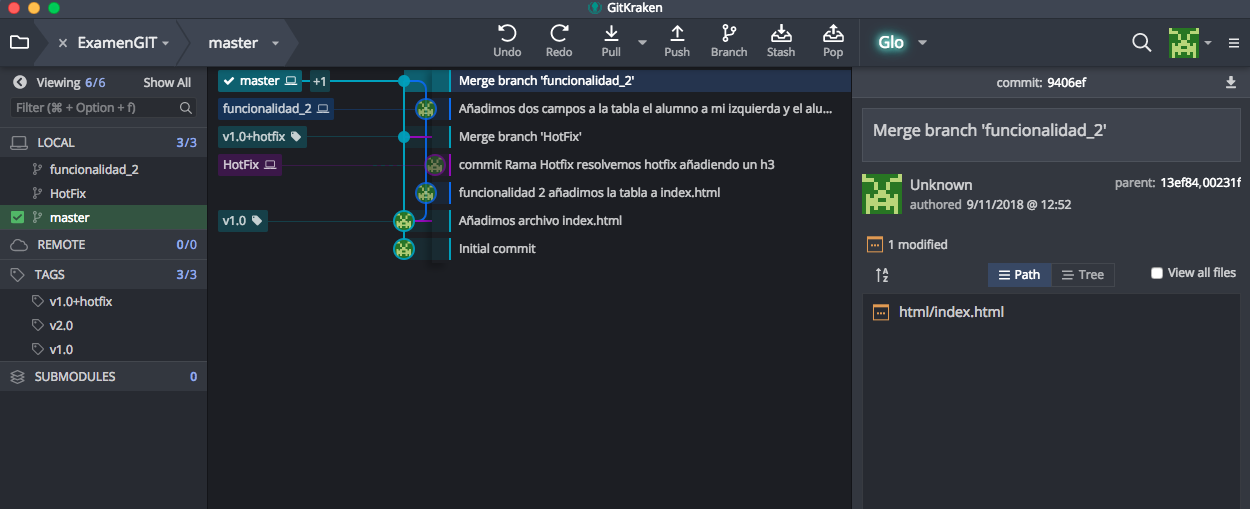 GitKraken
ExamenGIT
master
Undo
Redo
Pull
Push
Branch
Stash
Pop
Glo
Viewing 6/6
Show All
Filter (⌘ + Option + f)
LOCAL 3/3
funcionalidad_2
HotFix
master
REMOTE 0/0
TAGS 3/3
v1.0+hotfix
v2.0
v1.0
SUBMODULES 0
master +1 Merge branch 'funcionalidad_2'
funcionalidad_2 Añadimos dos campos a la tabla el alumno a mi izquierda y el alu...
v1.0+hotfix Merge branch 'HotFix'
HotFix commit Rama Hotfix resolvemos hotfix añadiendo un h3
funcionalidad 2 añadimos la tabla a index.html
v1.0 Añadimos archivo index.html
Initial commit
commit: 9406ef
Merge branch 'funcionalidad_2'
Unknown
authored 9/11/2018 @ 12:52
parent: 13ef84,00231f
1 modified
A
Z
Path
Tree
View all files
html/index.html